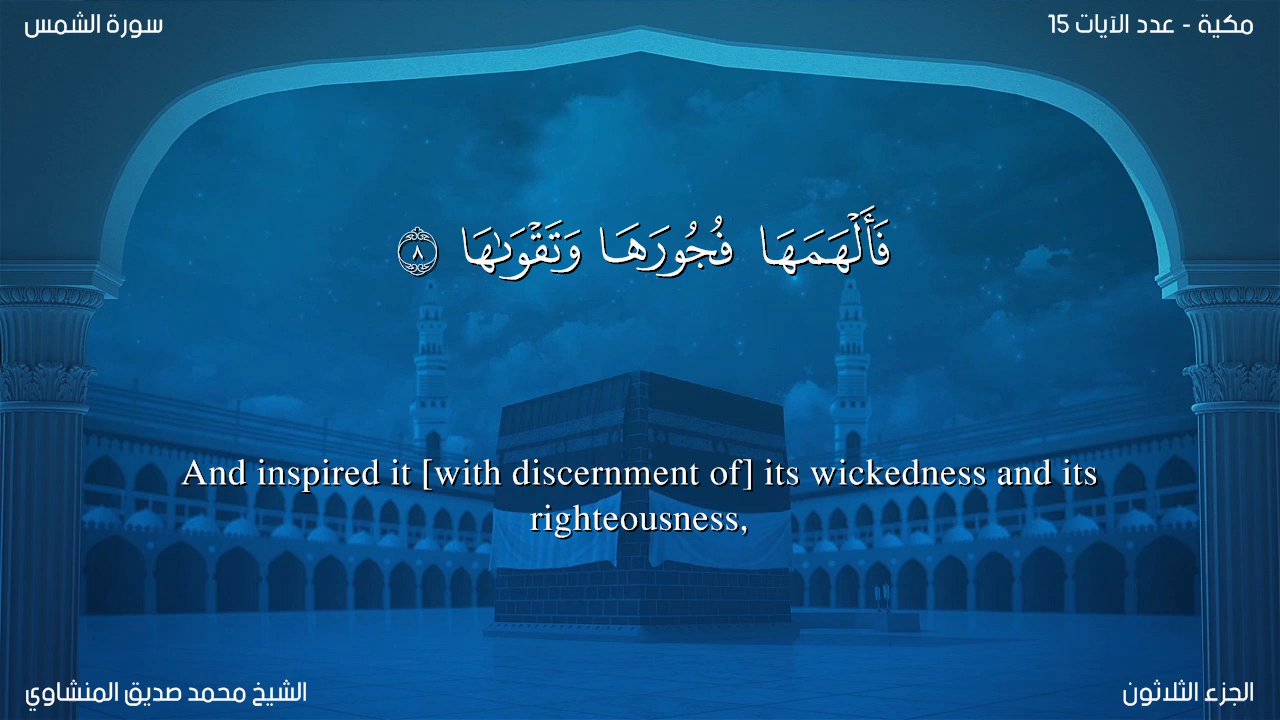 سورة الشمس
مكية - عدد الآيات 15
فَأَلۡهَمَهَا فُجُورَهَا وَتَقۡوَىٰهَا ٨
And inspired it [with discernment of] its wickedness and its
righteousness,
الشيخ محمد صديق المنشاوي
الجزء الثلاثون